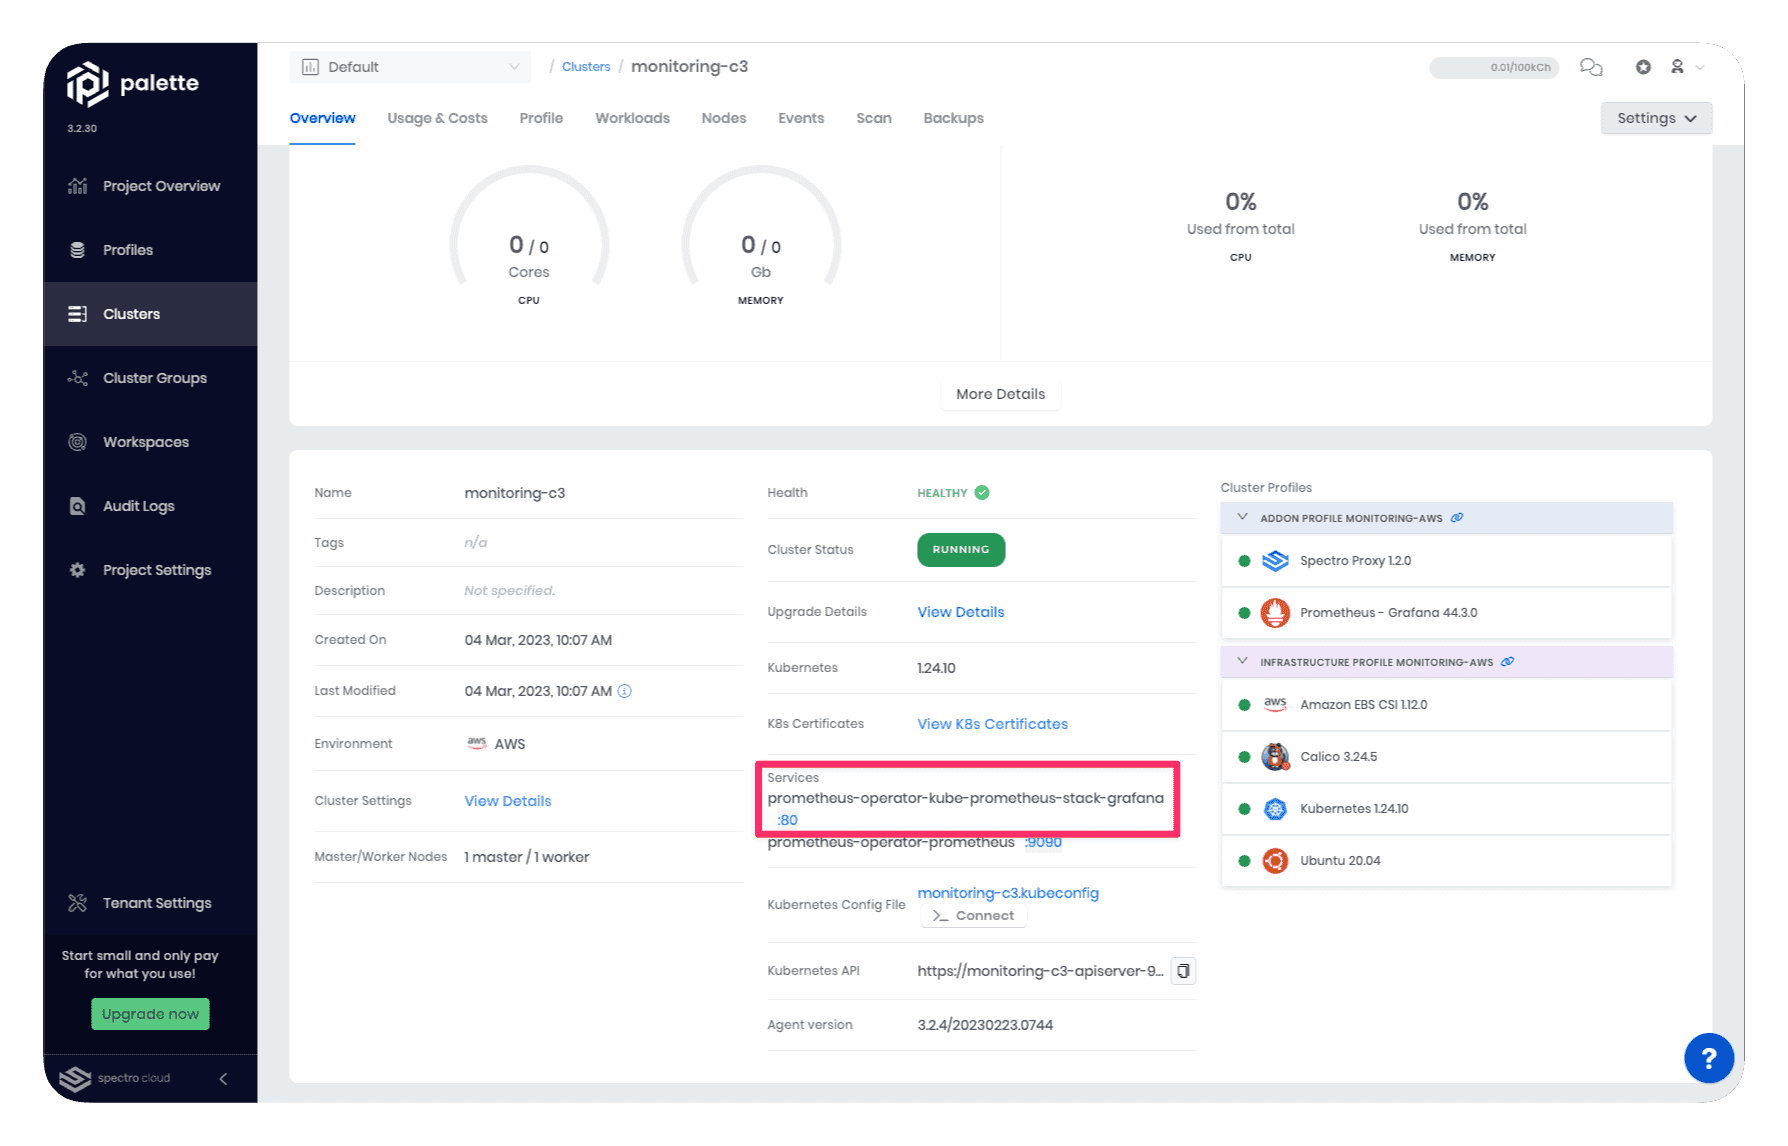 palette
3.2.30
Project Overview
Profiles
Clusters
Cluster Groups
Workspaces
Audit Logs
Project Settings
Tenant Settings
Start small and only pay
for what you use!
Upgrade now
spectro cloud
Default
/ Clusters / monitoring-c3
0.01/100kCh
Overview Usage & Costs Profile Workloads Nodes Events Scan Backups
Settings
0 / 0
Cores
CPU
0 / 0
Gb
MEMORY
0%
Used from total
CPU
0%
Used from total
MEMORY
More Details
Name monitoring-c3
Tags n/a
Description Not specified.
Created On 04 Mar, 2023, 10:07 AM
Last Modified 04 Mar, 2023, 10:07 AM
Environment aws AWS
Cluster Settings View Details
Master/Worker Nodes 1 master / 1 worker
Health HEALTHY
Cluster Status RUNNING
Upgrade Details View Details
Kubernetes 1.24.10
K8s Certificates View K8s Certificates
Services
prometheus-operator-kube-prometheus-stack-grafana
:80
prometheus-operator-prometheus :9090
Kubernetes Config File monitoring-c3.kubeconfig
>_ Connect
Kubernetes API https://monitoring-c3-apiserver-9...
Agent version 3.2.4/20230223.0744
Cluster Profiles
ADDON PROFILE MONITORING-AWS
Spectro Proxy 1.2.0
Prometheus - Grafana 44.3.0
INFRASTRUCTURE PROFILE MONITORING-AWS
aws Amazon EBS CSI 1.12.0
Calico 3.24.5
Kubernetes 1.24.10
Ubuntu 20.04
?